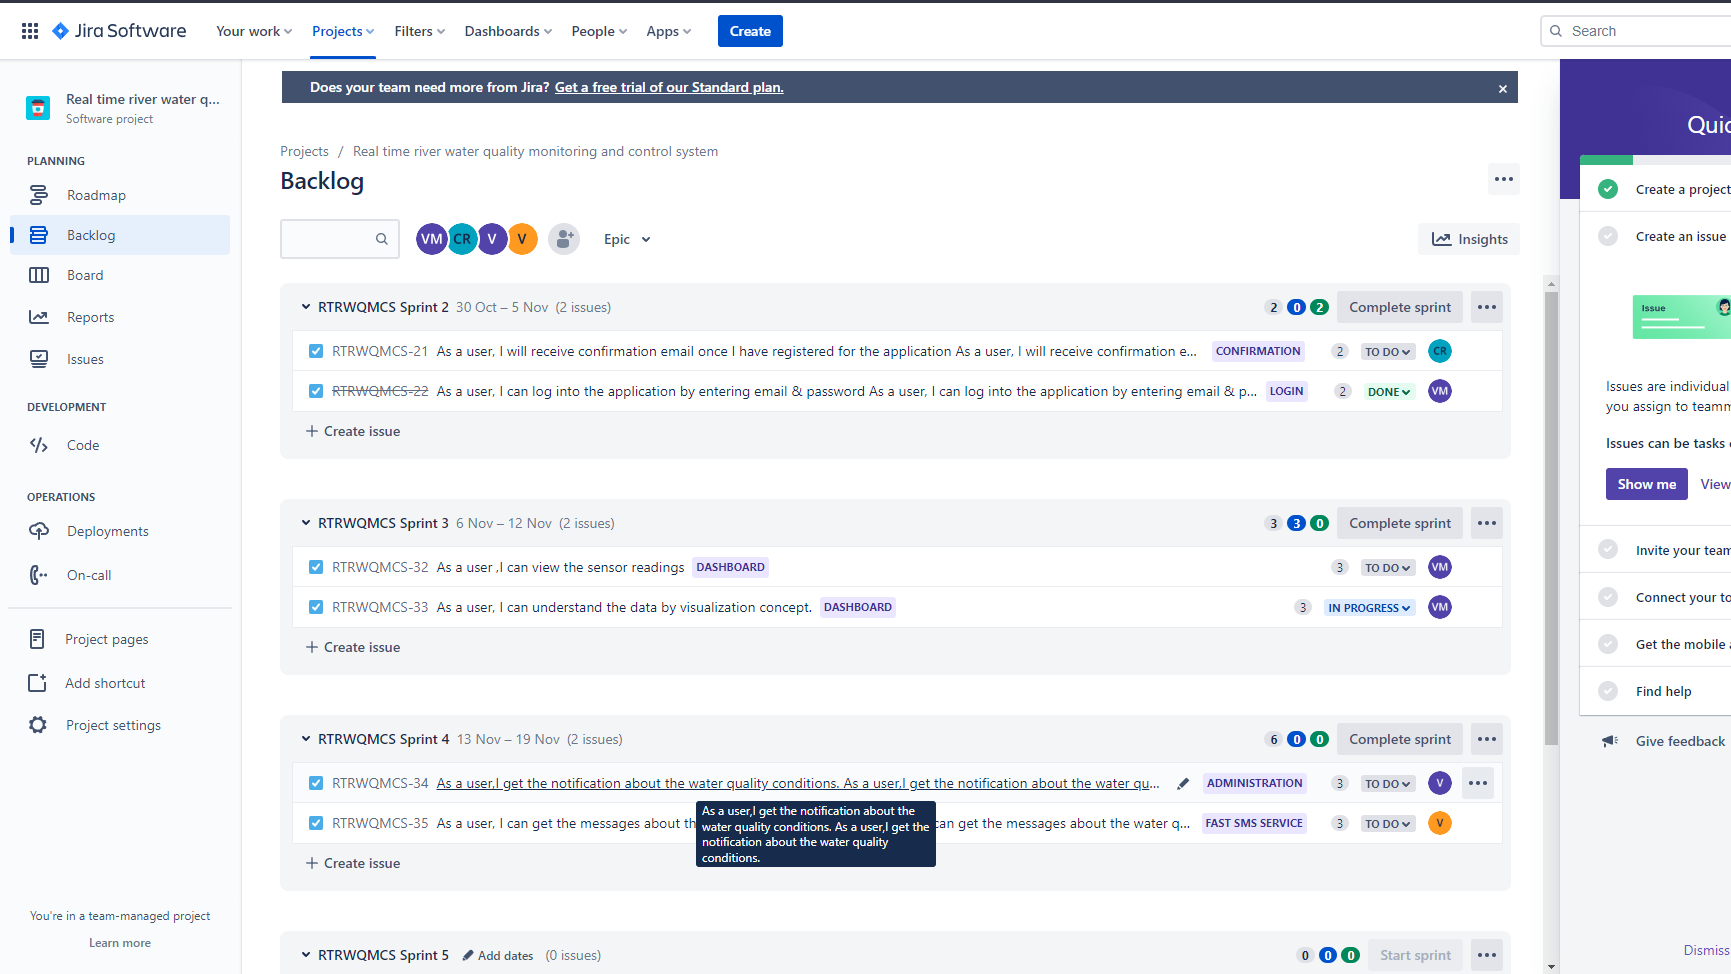 Jira Software
Your work
Projects
Filters
Dashboards
People
Apps
Create
Search
Real time river water q...
Software project
PLANNING
Roadmap
Backlog
Board
Reports
Issues
DEVELOPMENT
Code
OPERATIONS
Deployments
On-call
Project pages
Add shortcut
Project settings
You're in a team-managed project
Learn more
Does your team need more from Jira? Get a free trial of our Standard plan.
Projects / Real time river water quality monitoring and control system
Backlog
VM CR V V
Epic
Insights
RTRWQMCS Sprint 2 30 Oct – 5 Nov (2 issues) 2 0 2 Complete sprint
RTRWQMCS-21 As a user, I will receive confirmation email once I have registered for the application As a user, I will receive confirmation e... CONFIRMATION 2 TO DO CR
RTRWQMCS-22 As a user, I can log into the application by entering email & password As a user, I can log into the application by entering email & p... LOGIN 2 DONE VM
+ Create issue
RTRWQMCS Sprint 3 6 Nov – 12 Nov (2 issues) 3 3 0 Complete sprint
RTRWQMCS-32 As a user ,I can view the sensor readings DASHBOARD 3 TO DO VM
RTRWQMCS-33 As a user, I can understand the data by visualization concept. DASHBOARD 3 IN PROGRESS VM
+ Create issue
RTRWQMCS Sprint 4 13 Nov – 19 Nov (2 issues) 6 0 0 Complete sprint
RTRWQMCS-34 As a user,I get the notification about the water quality conditions. As a user,I get the notification about the water qu... ADMINISTRATION 3 TO DO V
RTRWQMCS-35 As a user, I can get the messages about th can get the messages about the water q... FAST SMS SERVICE 3 TO DO V
As a user,I get the notification about the
water quality conditions. As a user,I get the
notification about the water quality
conditions.
+ Create issue
RTRWQMCS Sprint 5 Add dates (0 issues) 0 0 0 Start sprint
Quic
Create a project
Create an issue
Issue
Issues are individual
you assign to teamm
Issues can be tasks
Show me
View
Invite your team
Connect your to
Get the mobile
Find help
Give feedback
Dismiss